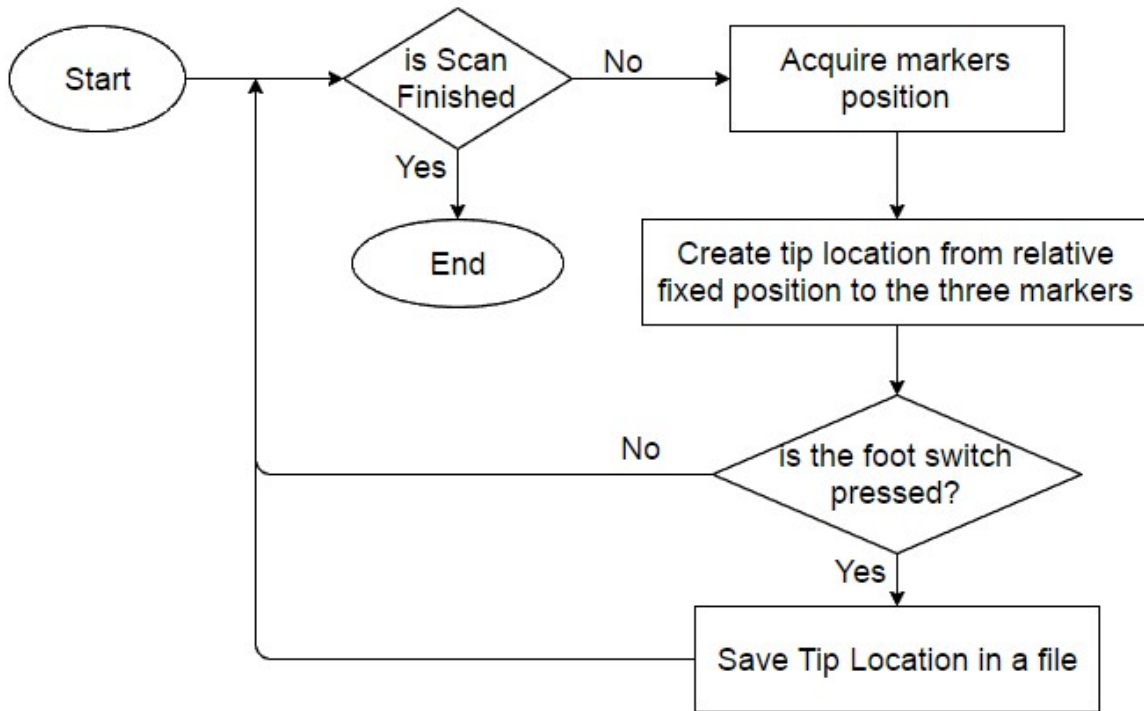 Start
is Scan
Finished
No
Acquire markers
position
Yes
End
Create tip location from relative
fixed position to the three markers
No
is the foot switch
pressed?
Yes
Save Tip Location in a file